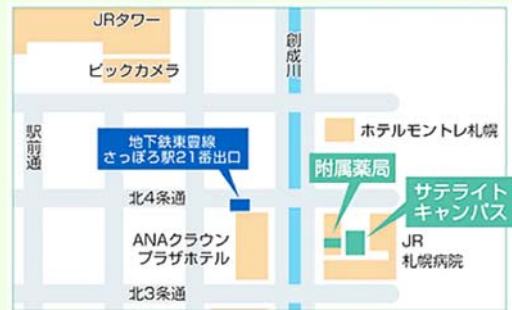 JRタワー
ビックカメラ
創成川
駅前通
地下鉄東豊線
さっぽろ駅21番出口
ホテルモントレ札幌
附属薬局
サテライト
キャンパス
北4条通
ANAクラウン
プラザホテル
JR
札幌病院
北3条通